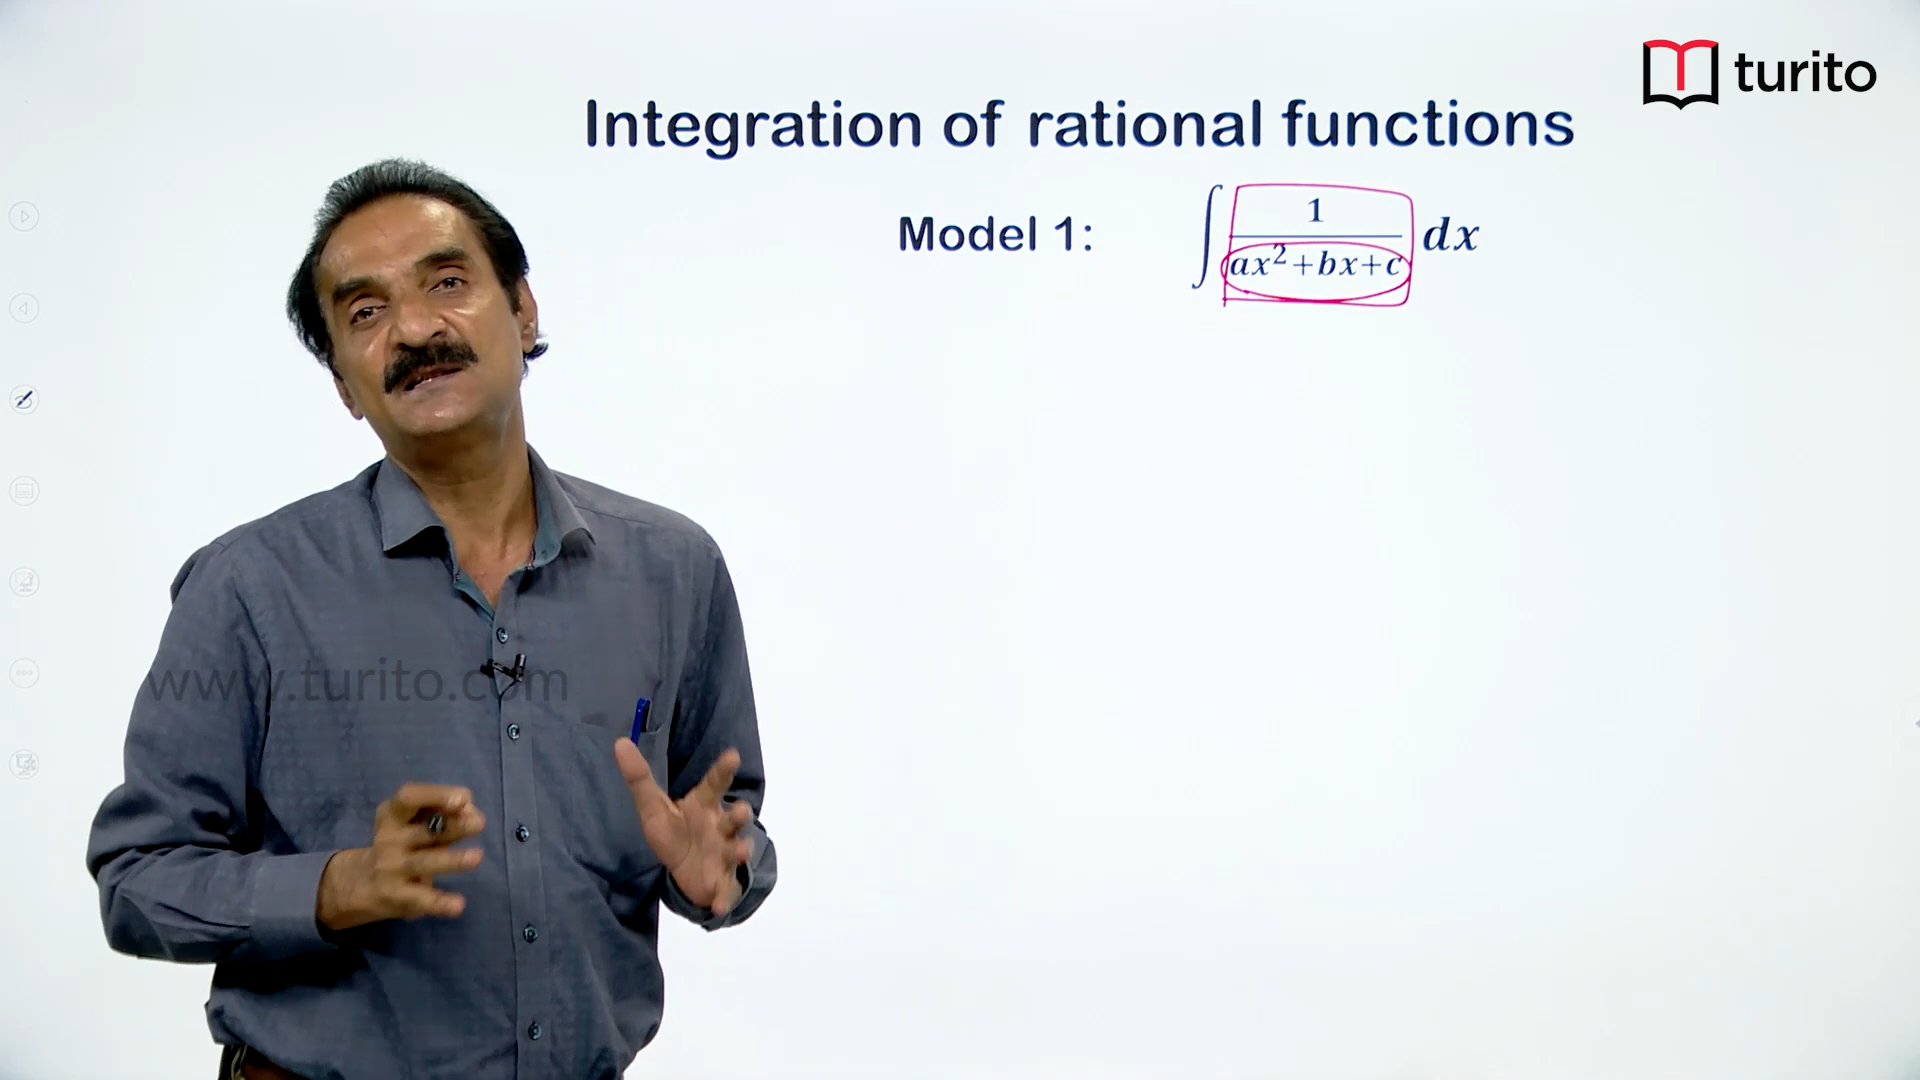 turito
Integration of rational functions
Model 1: ∫ 1/(ax²+bx+c) dx
www.turito.com